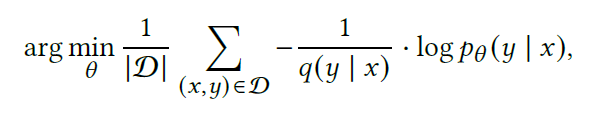 arg min_θ 1/|𝒟| ∑_{(x,y)∈𝒟} − 1/q(y | x) · log p_θ(y | x),